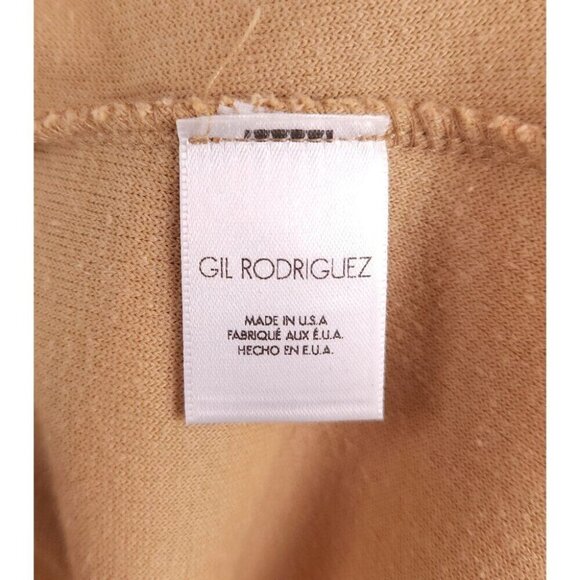 GIL RODRIGUEZ
MADE IN U.S.A
FABRIQUÉ AUX É.U.A.
HECHO EN E.U.A.